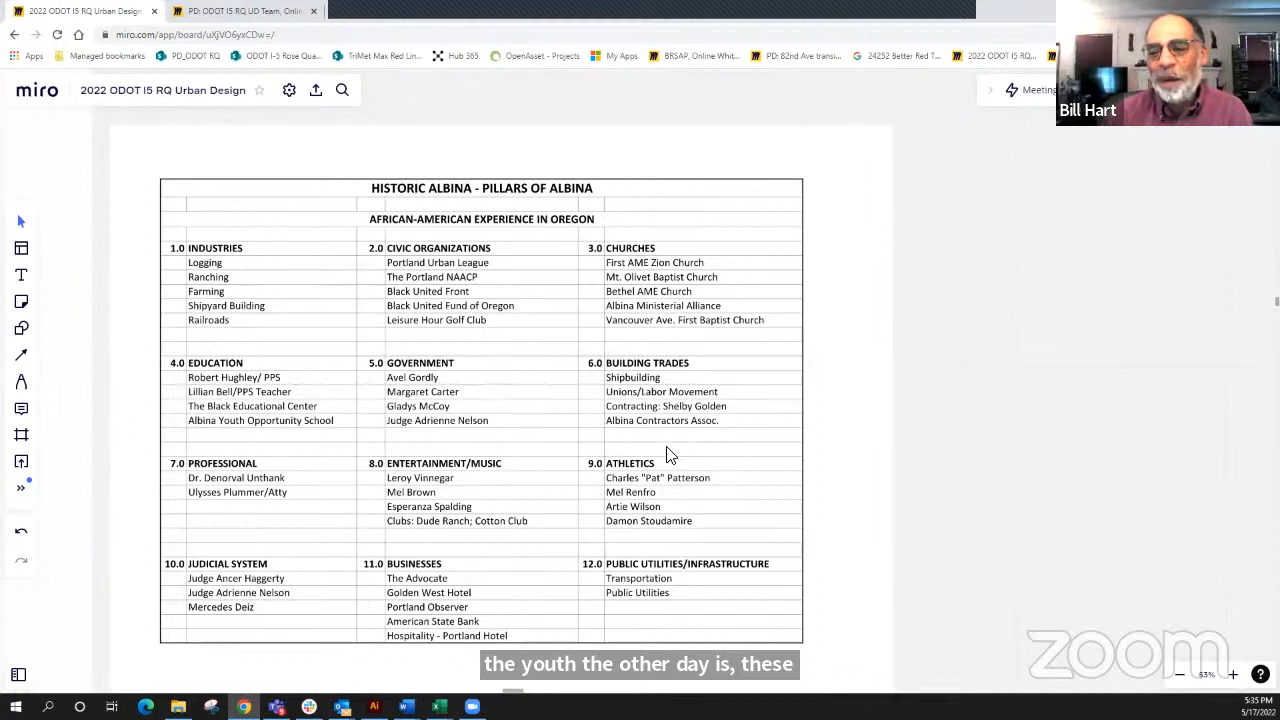 2022 ODOT I5 RQ Urban Design
PD: ODOT I5 RQ UD Team, Onlin
miro.com/app/board/uXjVO6yxCDw=/
Apps
Managed bookmarks
PD_ODOT RQ
ODOT I-5 Rose Qua...
TriMet Max Red Lin...
Hub 365
OpenAsset - Projects
My Apps
BRSAP, Online Whit...
PD: 82nd Ave transi...
24252 Better Red T...
2022 ODOT I5 RQ...
miro
2022 ODOT I5 RQ Urban Design
Meeting
Bill Hart
HISTORIC ALBINA - PILLARS OF ALBINA
AFRICAN-AMERICAN EXPERIENCE IN OREGON
1.0 INDUSTRIES
Logging
Ranching
Farming
Shipyard Building
Railroads
2.0 CIVIC ORGANIZATIONS
Portland Urban League
The Portland NAACP
Black United Front
Black United Fund of Oregon
Leisure Hour Golf Club
3.0 CHURCHES
First AME Zion Church
Mt. Olivet Baptist Church
Bethel AME Church
Albina Ministerial Alliance
Vancouver Ave. First Baptist Church
4.0 EDUCATION
Robert Hughley/ PPS
Lillian Bell/PPS Teacher
The Black Educational Center
Albina Youth Opportunity School
5.0 GOVERNMENT
Avel Gordly
Margaret Carter
Gladys McCoy
Judge Adrienne Nelson
6.0 BUILDING TRADES
Shipbuilding
Unions/Labor Movement
Contracting: Shelby Golden
Albina Contractors Assoc.
7.0 PROFESSIONAL
Dr. Denorval Unthank
Ulysses Plummer/Atty
8.0 ENTERTAINMENT/MUSIC
Leroy Vinnegar
Mel Brown
Esperanza Spalding
Clubs: Dude Ranch; Cotton Club
9.0 ATHLETICS
Charles "Pat" Patterson
Mel Renfro
Artie Wilson
Damon Stoudamire
10.0 JUDICIAL SYSTEM
Judge Ancer Haggerty
Judge Adrienne Nelson
Mercedes Deiz
11.0 BUSINESSES
The Advocate
Golden West Hotel
Portland Observer
American State Bank
Hospitality - Portland Hotel
12.0 PUBLIC UTILITIES/INFRASTRUCTURE
Transportation
Public Utilities
the youth the other day is, these
zoom
5:35 PM
5/17/2022